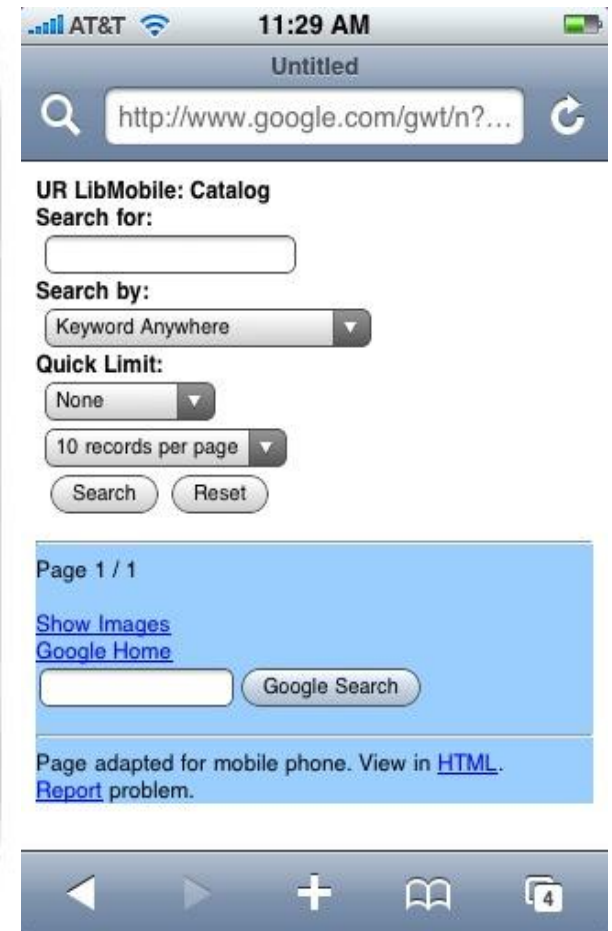 AT&T 11:29 AM
Untitled
http://www.google.com/gwt/n?...
UR LibMobile: Catalog
Search for:
Search by:
Keyword Anywhere
Quick Limit:
None
10 records per page
Search Reset
Page 1 / 1
Show Images
Google Home
Google Search
Page adapted for mobile phone. View in HTML.
Report problem.
4